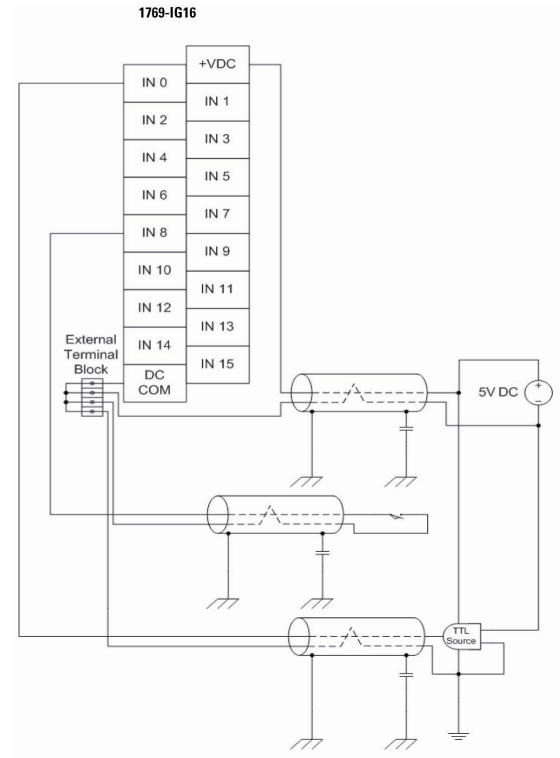 1769-IG16
+VDC
IN 0
IN 1
IN 2
IN 3
IN 4
IN 5
IN 6
IN 7
IN 8
IN 9
IN 10
IN 11
IN 12
IN 13
IN 14
IN 15
DC
COM
External
Terminal
Block
5V DC
+
−
TTL
Source